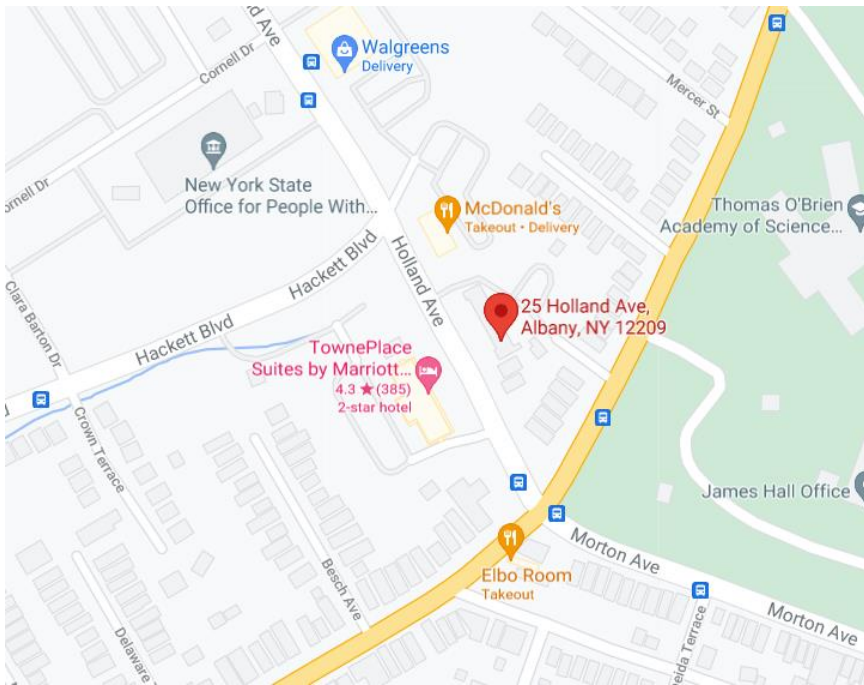 d Ave
Walgreens
Delivery
Cornell Dr
Mercer St
New York State
Office for People With...
ornell Dr
McDonald's
Takeout • Delivery
Thomas O'Brien
Academy of Science...
Hackett Blvd
Holland Ave
Clara Barton Dr
25 Holland Ave,
Albany, NY 12209
Hackett Blvd
TownePlace
Suites by Marriott...
4.3 ★ (385)
2-star hotel
Crown Terrace
James Hall Office
Morton Ave
Elbo Room
Takeout
Besch Ave
Morton Ave
elda Terrace
Delaware T